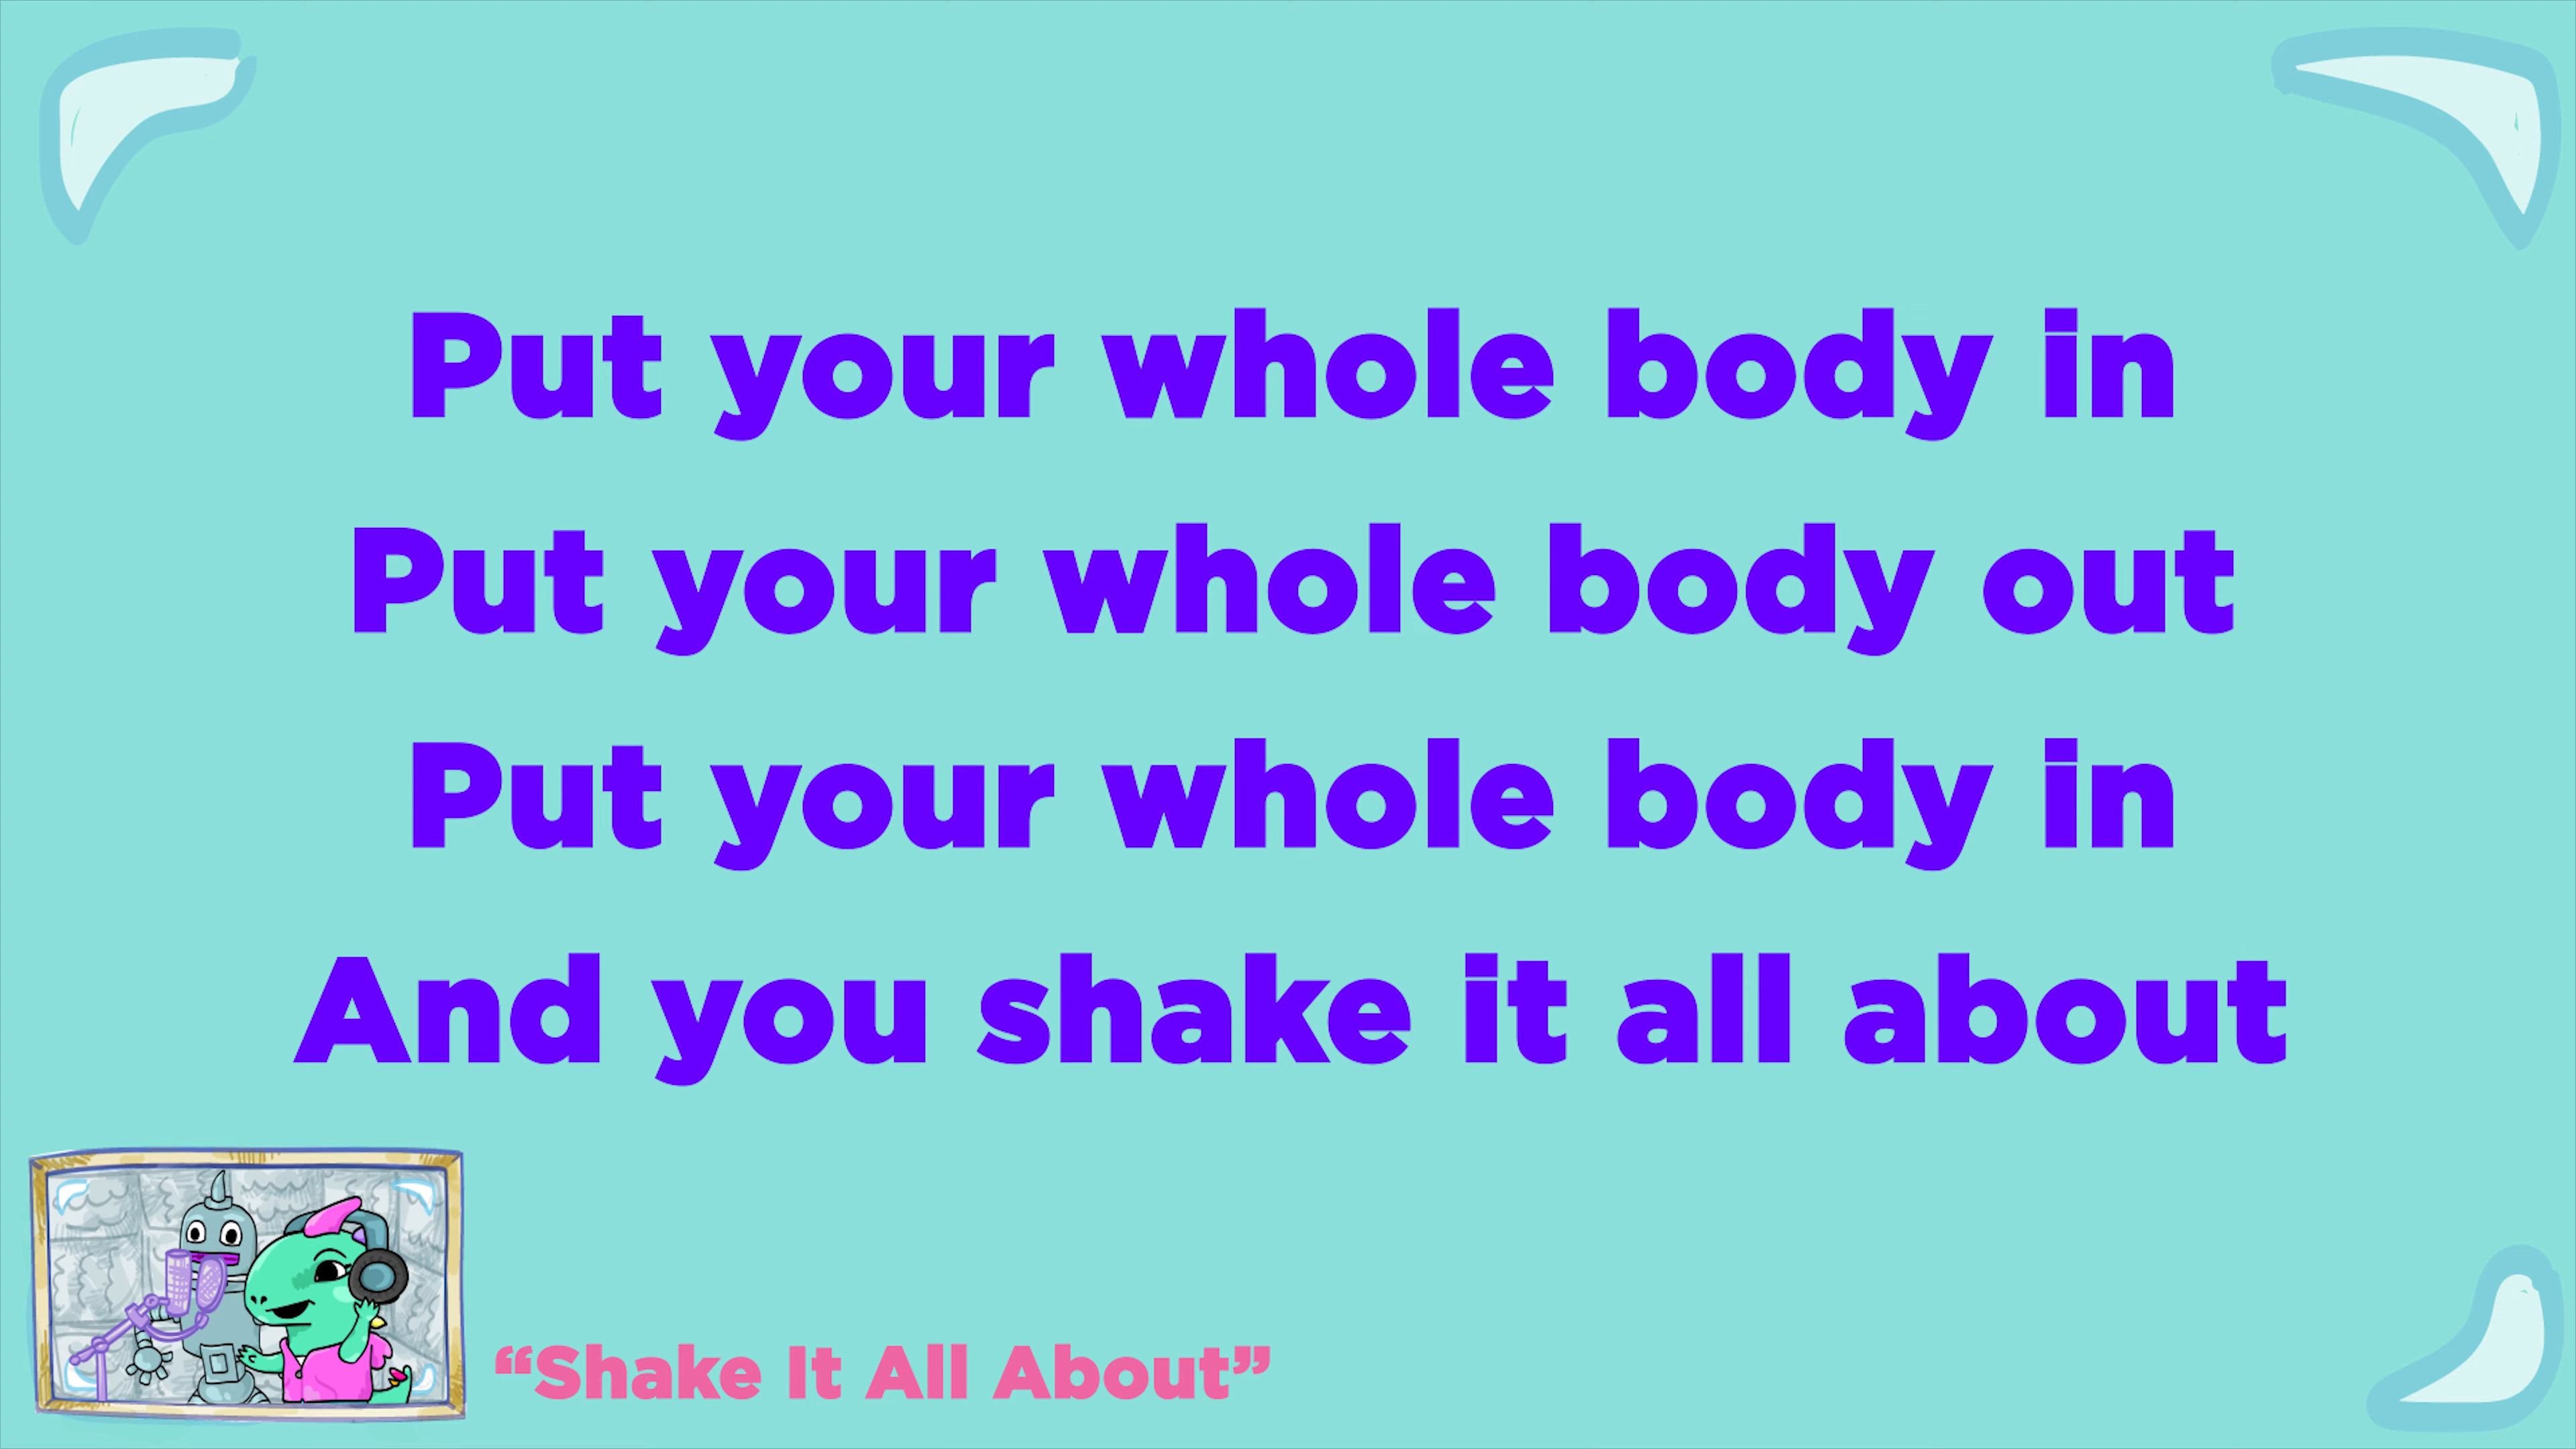 Put your whole body in
Put your whole body out
Put your whole body in
And you shake it all about
“Shake It All About”